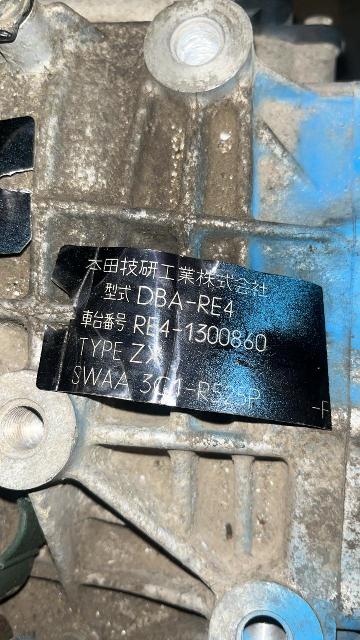 本田技研工業株式会社
型式 DBA-RE4
車台番号 RE4-1300860
TYPE ZX
SWAA 3C1-R525P -F